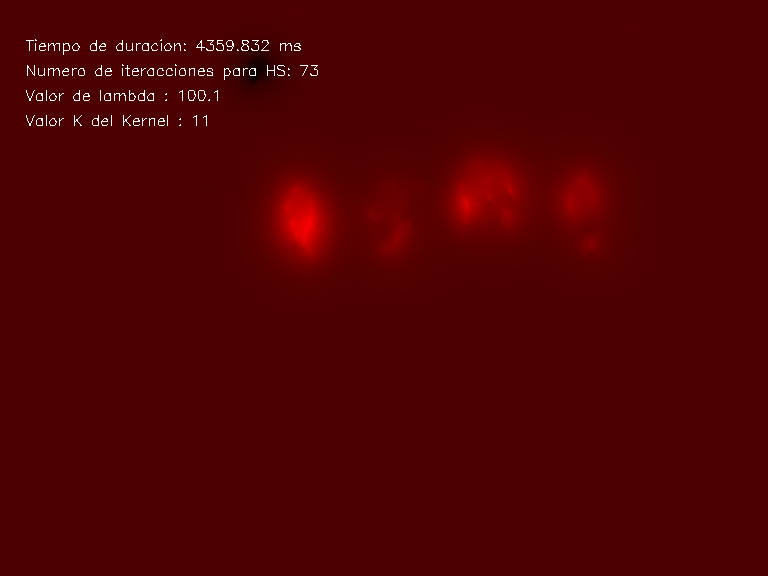 Tiempo de duracion: 4359.832 ms
Numero de iteracciones para HS: 73
Valor de lambda : 100.1
Valor K del Kernel : 11